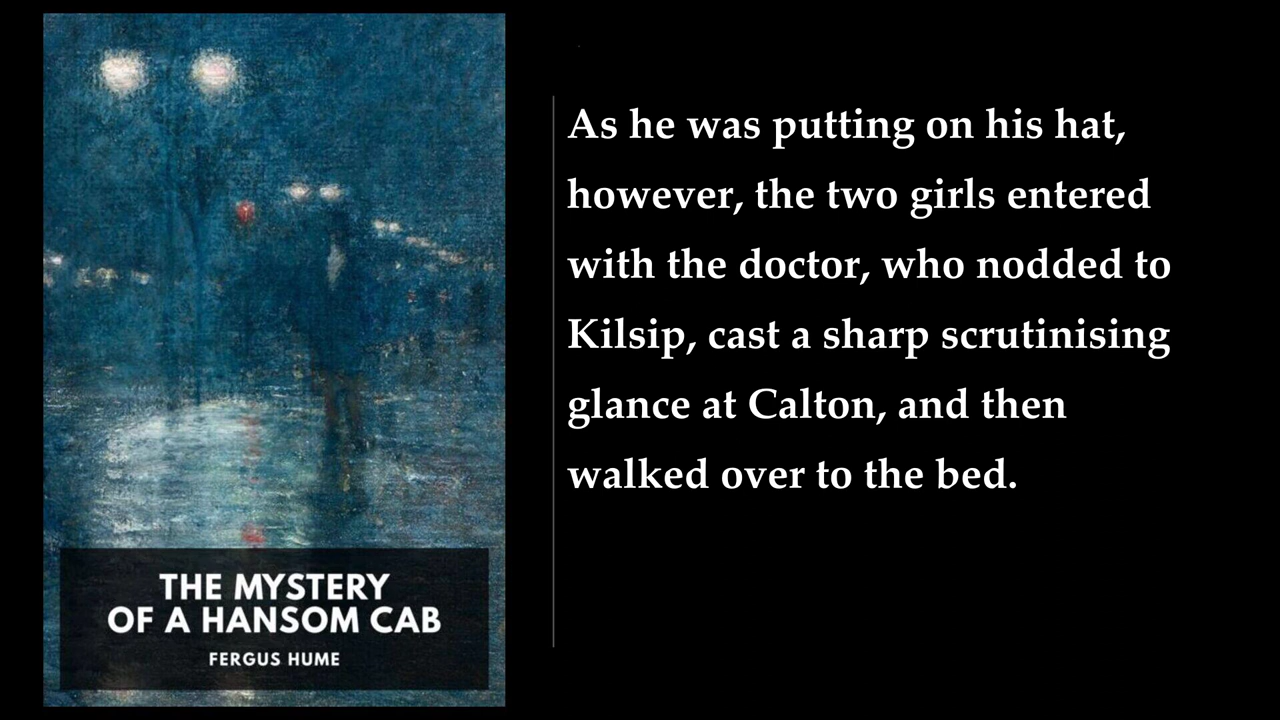 THE MYSTERY
OF A HANSOM CAB
FERGUS HUME
As he was putting on his hat,
however, the two girls entered
with the doctor, who nodded to
Kilsip, cast a sharp scrutinising
glance at Calton, and then
walked over to the bed.